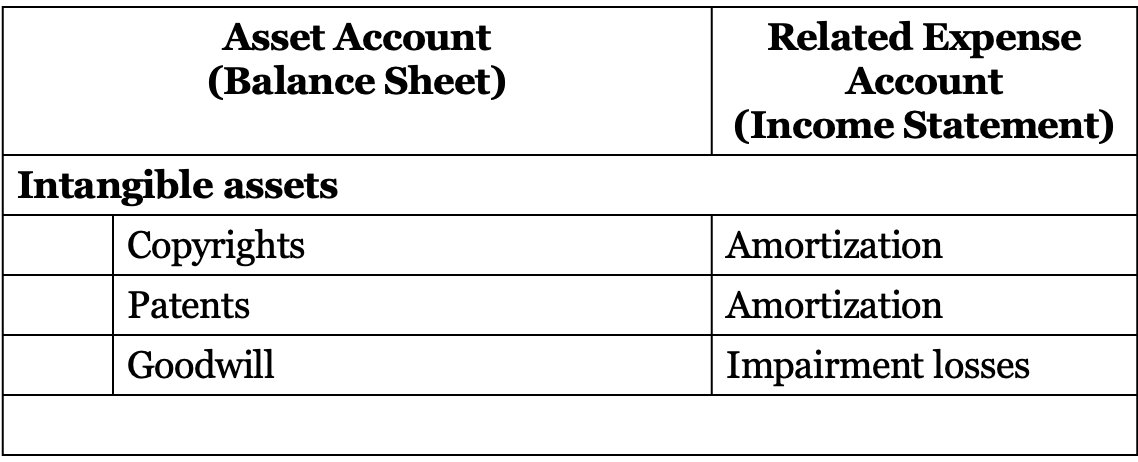 Asset Account
(Balance Sheet)
Related Expense
Account
(Income Statement)
Intangible assets
Copyrights
Amortization
Patents
Amortization
Goodwill
Impairment losses